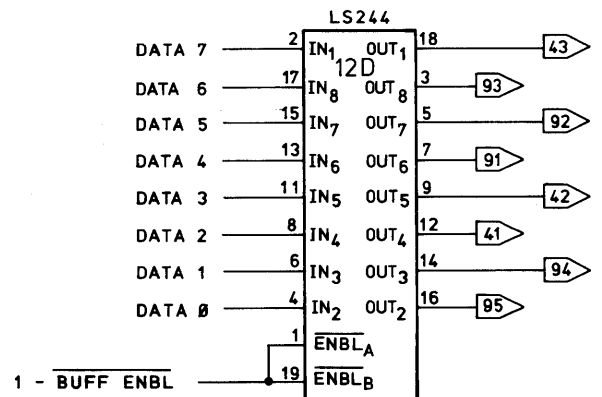 LS244
DATA 7 2 IN1 OUT1 18 43
12D
DATA 6 17 IN8 OUT8 3 93
DATA 5 15 IN7 OUT7 5 92
DATA 4 13 IN6 OUT6 7 91
DATA 3 11 IN5 OUT5 9 42
DATA 2 8 IN4 OUT4 12 41
DATA 1 6 IN3 OUT3 14 94
DATA 0 4 IN2 OUT2 16 95
1 ENBLA
1 - BUFF ENBL 19 ENBLB